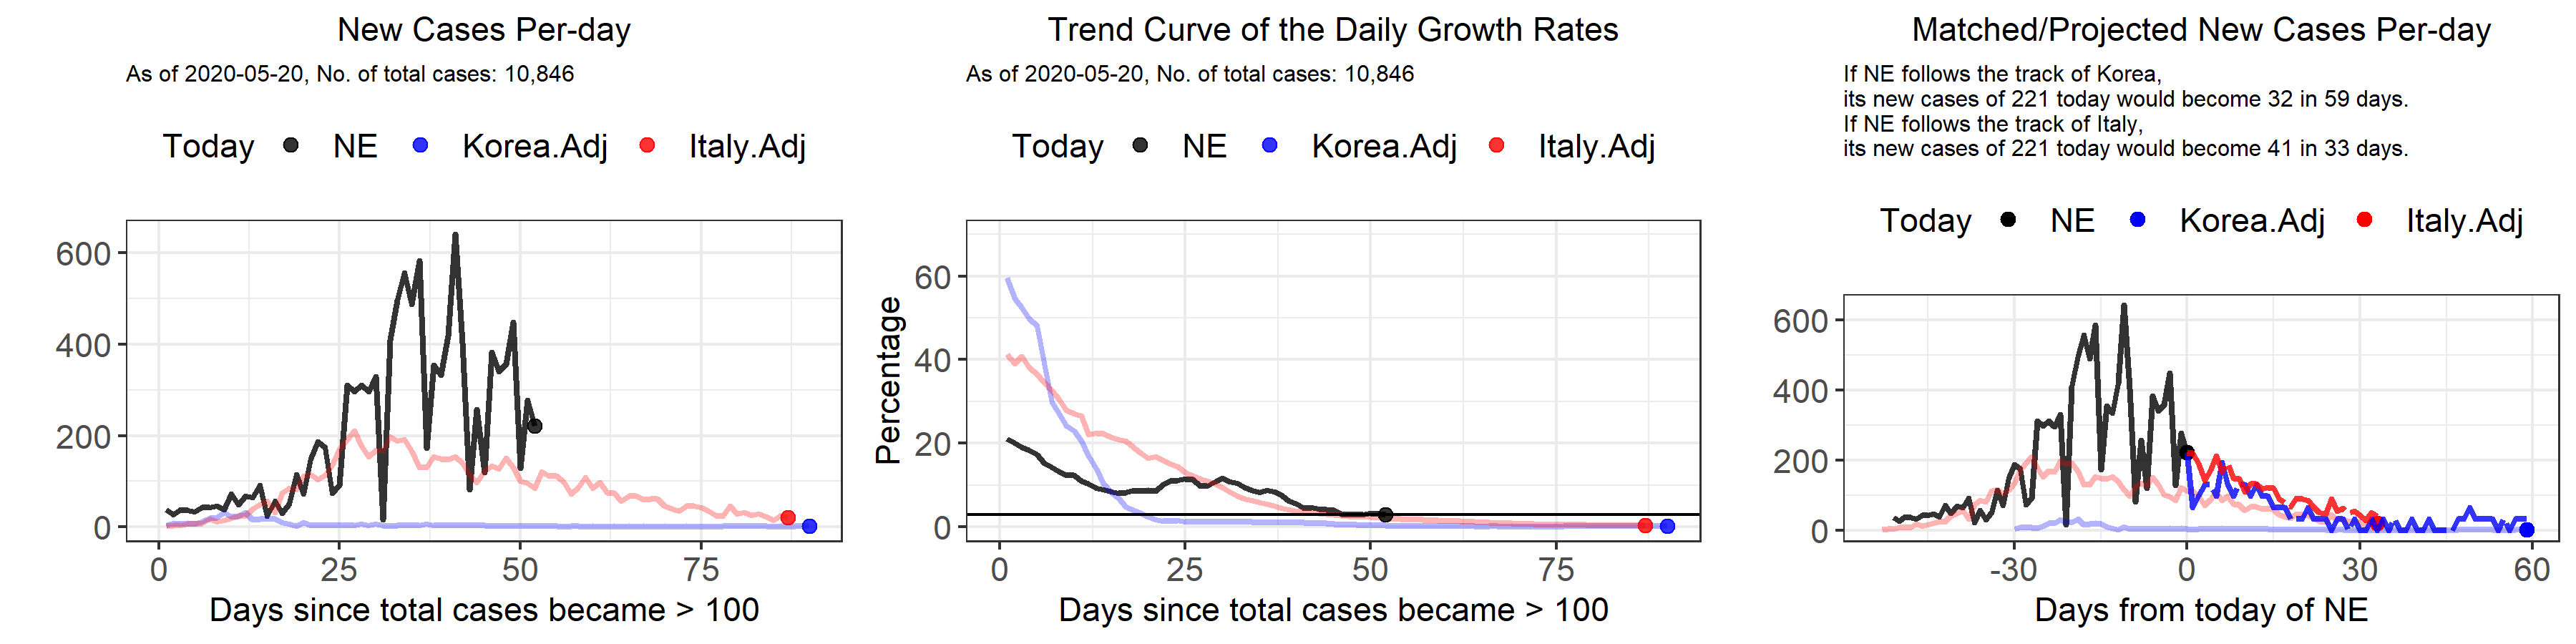 New Cases Per-day
As of 2020-05-20, No. of total cases: 10,846
Today NE Korea.Adj Italy.Adj
600
400
200
0
0 25 50 75
Days since total cases became > 100
Trend Curve of the Daily Growth Rates
As of 2020-05-20, No. of total cases: 10,846
Today NE Korea.Adj Italy.Adj
Percentage
60
40
20
0
0 25 50 75
Days since total cases became > 100
Matched/Projected New Cases Per-day
If NE follows the track of Korea,
its new cases of 221 today would become 32 in 59 days.
If NE follows the track of Italy,
its new cases of 221 today would become 41 in 33 days.
Today NE Korea.Adj Italy.Adj
600
400
200
0
-30 0 30 60
Days from today of NE